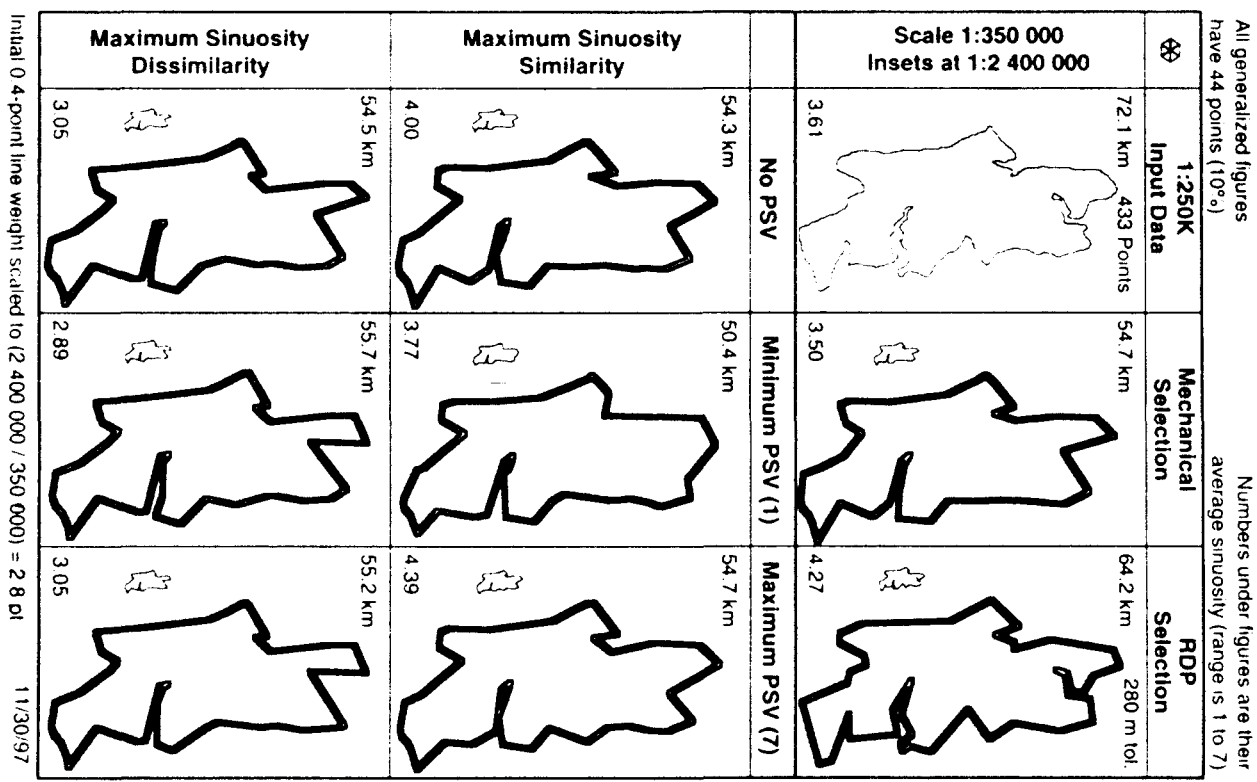 All generalized figures
have 44 points (10%)
Numbers under figures are their
average sinuosity (range is 1 to 7)
1:250K
Input Data
Mechanical
Selection
RDP
Selection
Scale 1:350 000
Insets at 1:2 400 000
72.1 km 433 Points
3.61
54.7 km
3.50
64.2 km 280 m tol.
4.27
No PSV
Minimum PSV (1)
Maximum PSV (7)
Maximum Sinuosity
Similarity
54.3 km
4.00
50.4 km
3.77
54.7 km
4.39
Maximum Sinuosity
Dissimilarity
54.5 km
3.05
55.7 km
2.89
55.2 km
3.05
Initial 0.4-point line weight scaled to (2 400 000 / 350 000) = 2.8 pt
11/30/97